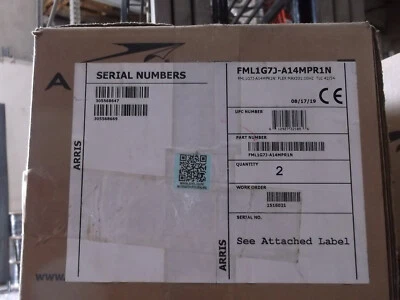 A
SERIAL NUMBERS
ARRIS
ARRIS
FML1G7J-A14MPR1N
08/17/19
CE
UPC NUMBER
PART NUMBER
FML1G7J-A14MPR1N
QUANTITY
2
WORK ORDER
SERIAL NO.
See Attached Label
www.